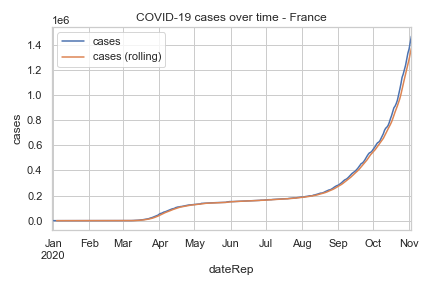 COVID-19 cases over time - France
1e6
cases
cases (rolling)
1.4
1.2
1.0
0.8
0.6
0.4
0.2
0.0
cases
Jan Feb Mar Apr May Jun Jul Aug Sep Oct Nov
2020
dateRep